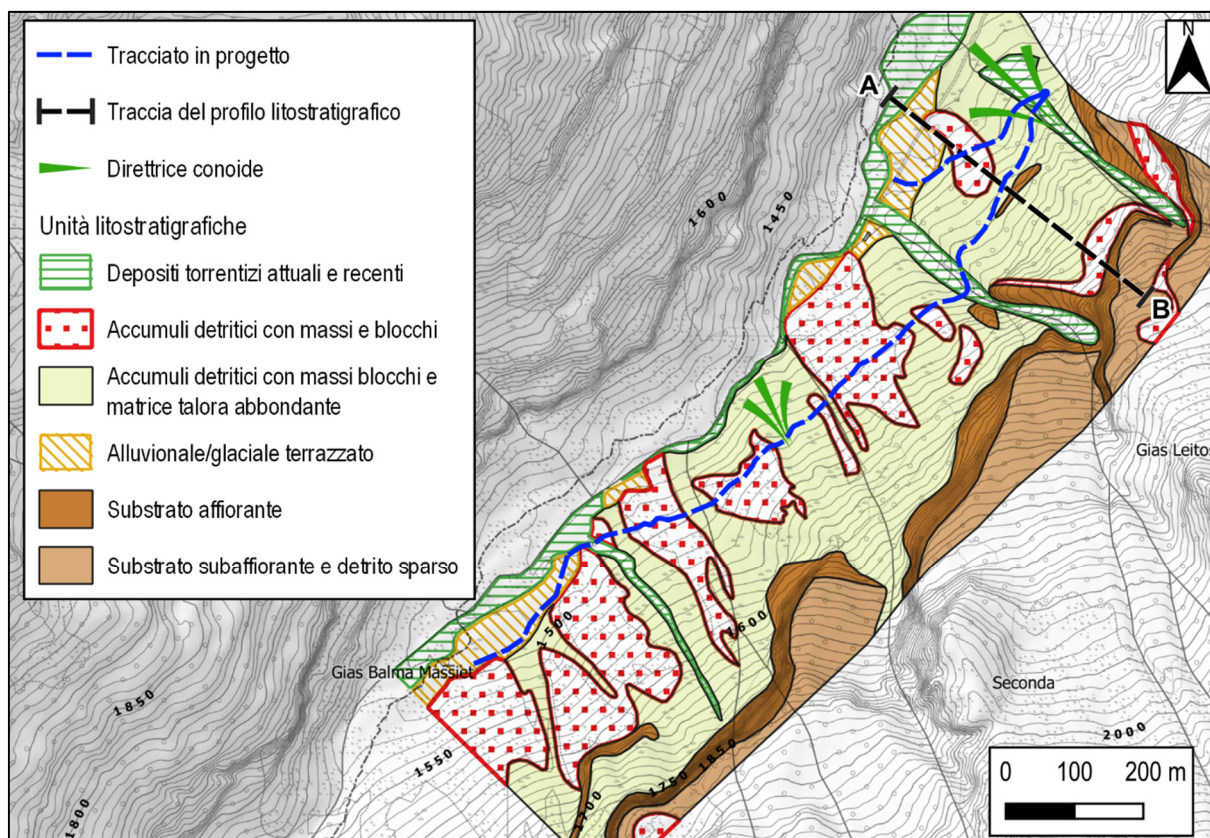 Tracciato in progetto
Traccia del profilo litostratigrafico
Direttrice conoide
Unità litostratigrafiche
Depositi torrentizi attuali e recenti
Accumuli detritici con massi e blocchi
Accumuli detritici con massi blocchi e
matrice talora abbondante
Alluvionale/glaciale terrazzato
Substrato affiorante
Substrato subaffiorante e detrito sparso
N
A
B
1600
1450
Gias Leitos
1500
1600
Gias Balma Massiet
Seconda
1850
1550
1800
1700
1750
1850
2000
0 100 200 m